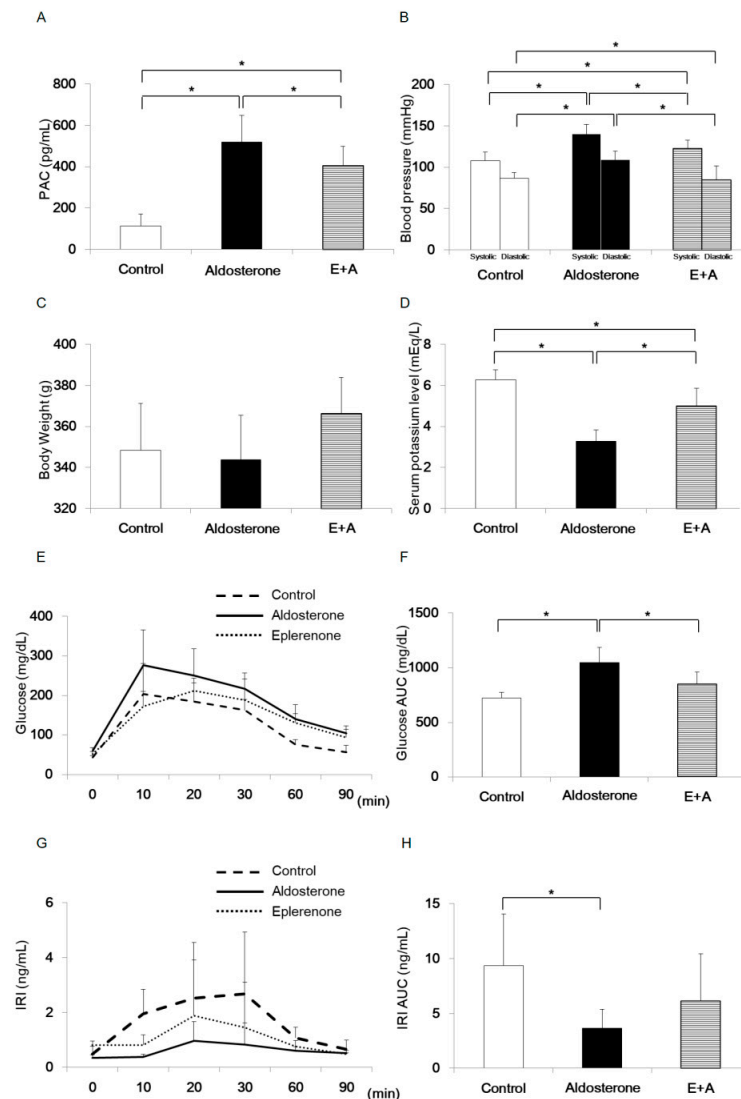 A
B
*
*
*
*
*
*
*
*
*
PAC (pg/mL)
800
600
400
200
0
Control
Aldosterone
E+A
Blood pressure (mmHg)
200
150
100
50
0
Systolic Diastolic
Systolic Diastolic
Systolic Diastolic
Control
Aldosterone
E+A
C
D
Body Weight (g)
400
380
360
340
320
Control
Aldosterone
E+A
*
*
*
Serum potassium level (mEq/L)
8
6
4
2
0
Control
Aldosterone
E+A
E
F
Control
Aldosterone
Eplerenone
Glucose (mg/dL)
400
300
200
100
0
0 10 20 30 60 90 (min)
*
*
Glucose AUC (mg/dL)
1500
1000
500
0
Control
Aldosterone
E+A
G
H
Control
Aldosterone
Eplerenone
IRI (ng/mL)
6
4
2
0
0 10 20 30 60 90 (min)
*
IRI AUC (ng/mL)
15
10
5
0
Control
Aldosterone
E+A